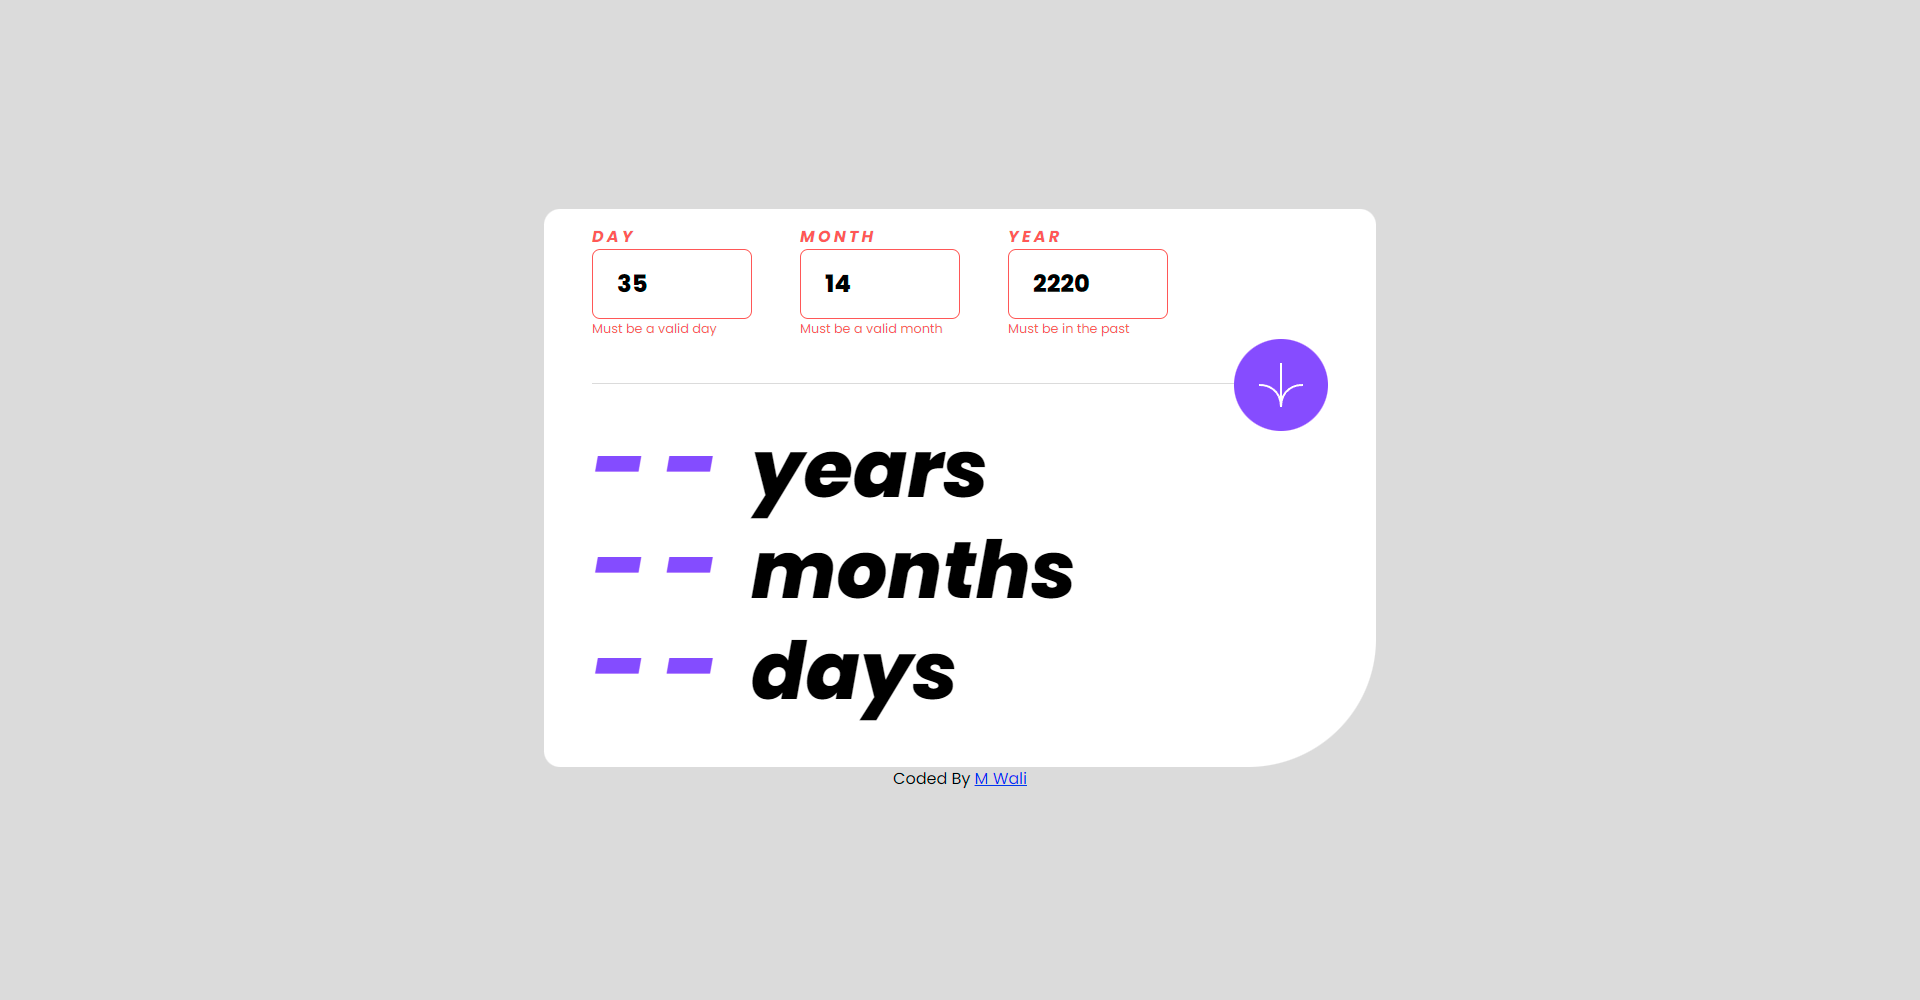 DAY MONTH YEAR
35 14 2220
Must be a valid day Must be a valid month Must be in the past
-- years
-- months
-- days
Coded By M Wali